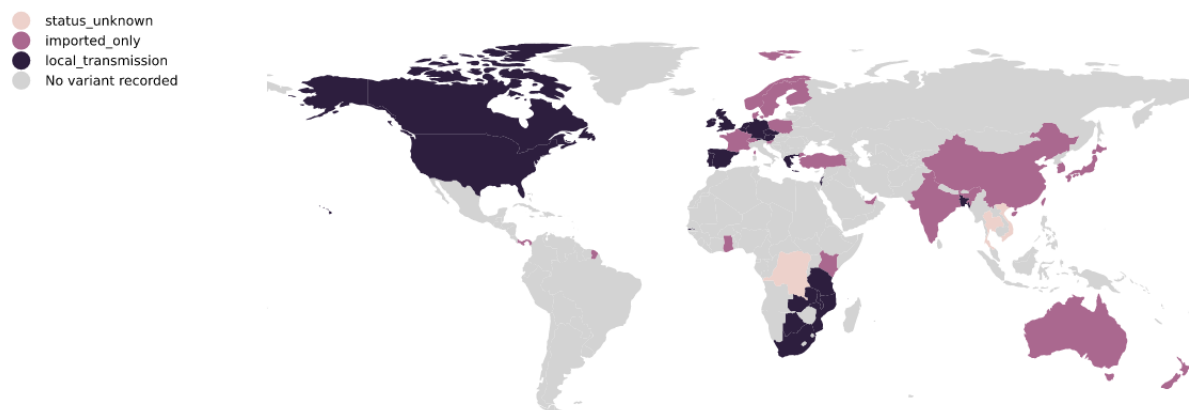 status_unknown
imported_only
local_transmission
No variant recorded